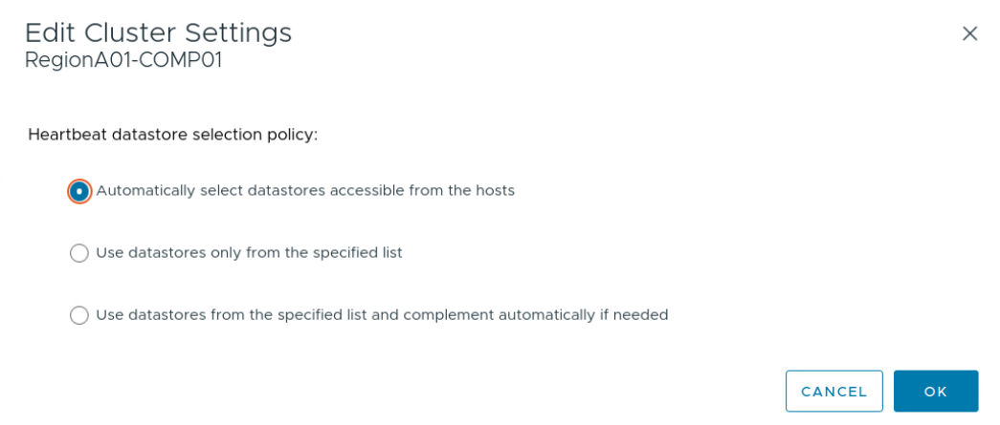 Edit Cluster Settings
RegionA01-COMP01
Heartbeat datastore selection policy:
Automatically select datastores accessible from the hosts
Use datastores only from the specified list
Use datastores from the specified list and complement automatically if needed
CANCEL
OK